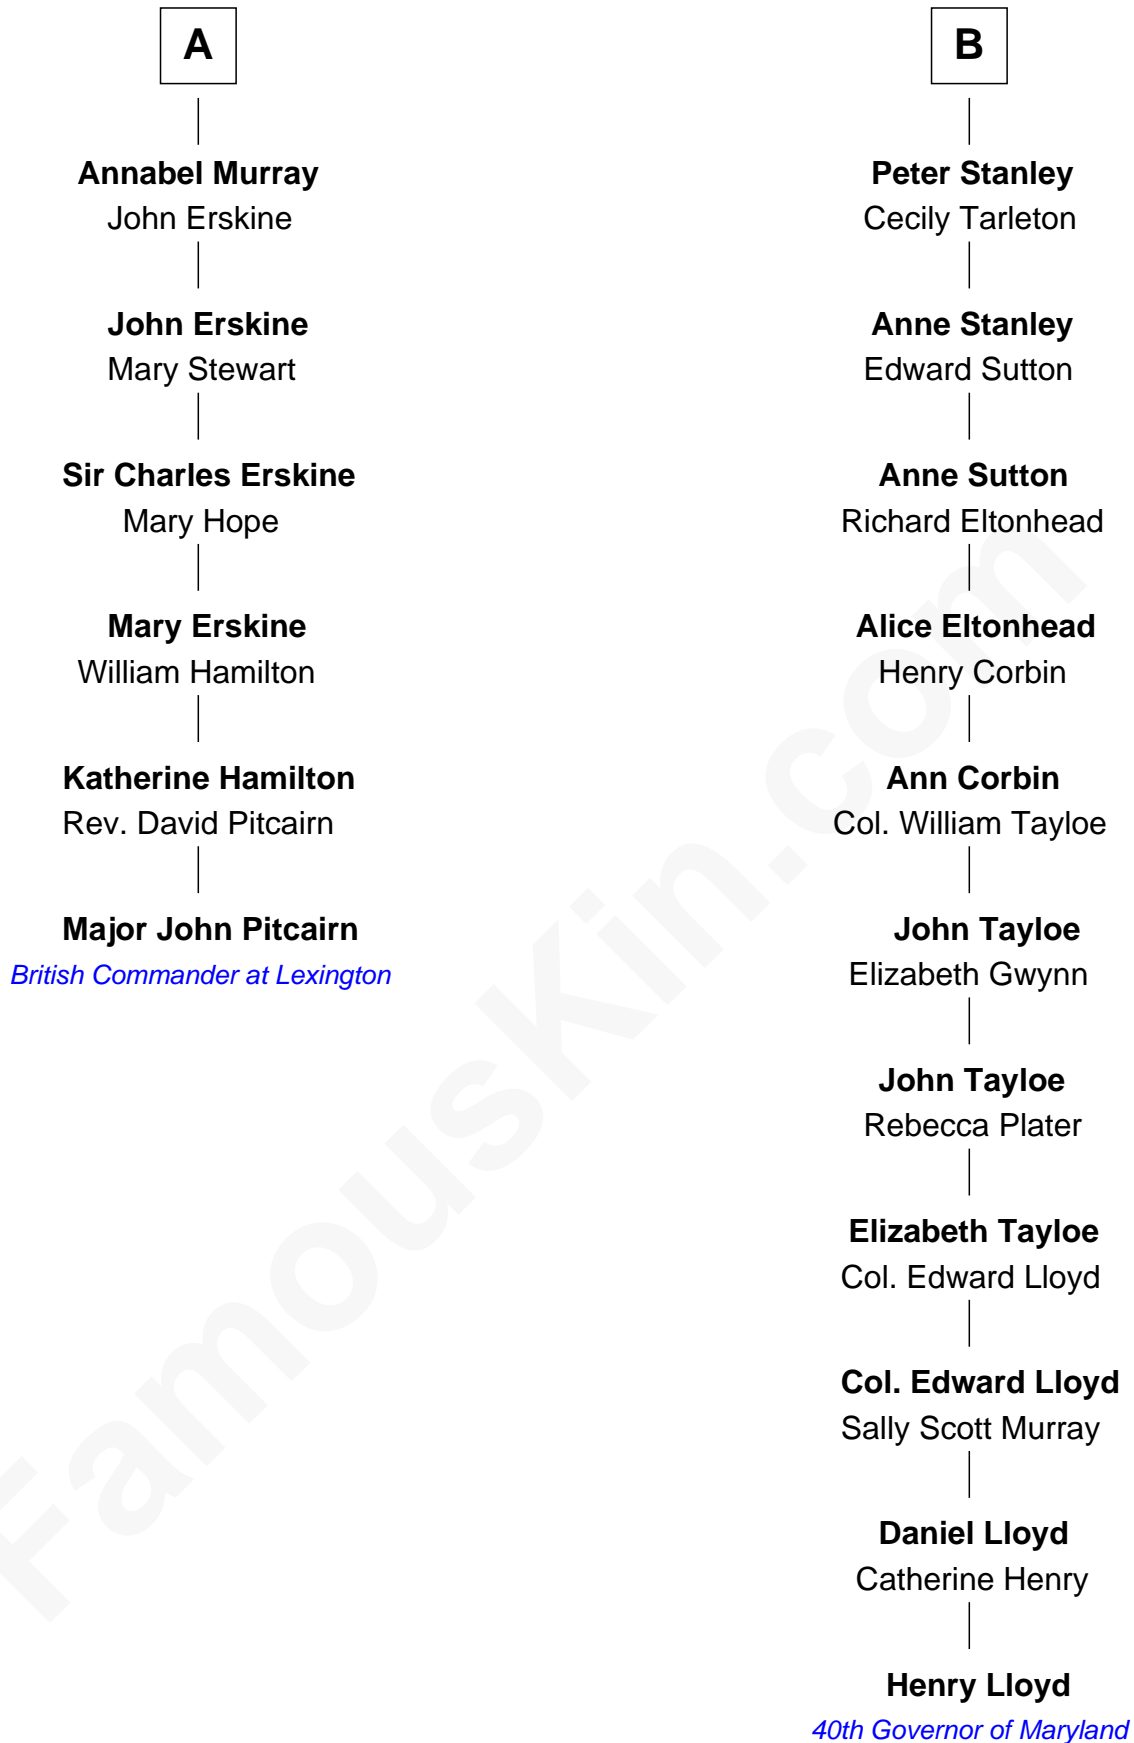 A
Annabel Murray
John Erskine
John Erskine
Mary Stewart
Sir Charles Erskine
Mary Hope
Mary Erskine
William Hamilton
Katherine Hamilton
Rev. David Pitcairn
Major John Pitcairn
British Commander at Lexington
B
Peter Stanley
Cecily Tarleton
Anne Stanley
Edward Sutton
Anne Sutton
Richard Eltonhead
Alice Eltonhead
Henry Corbin
Ann Corbin
Col. William Tayloe
John Tayloe
Elizabeth Gwynn
John Tayloe
Rebecca Plater
Elizabeth Tayloe
Col. Edward Lloyd
Col. Edward Lloyd
Sally Scott Murray
Daniel Lloyd
Catherine Henry
Henry Lloyd
40th Governor of Maryland
FamousKin.com